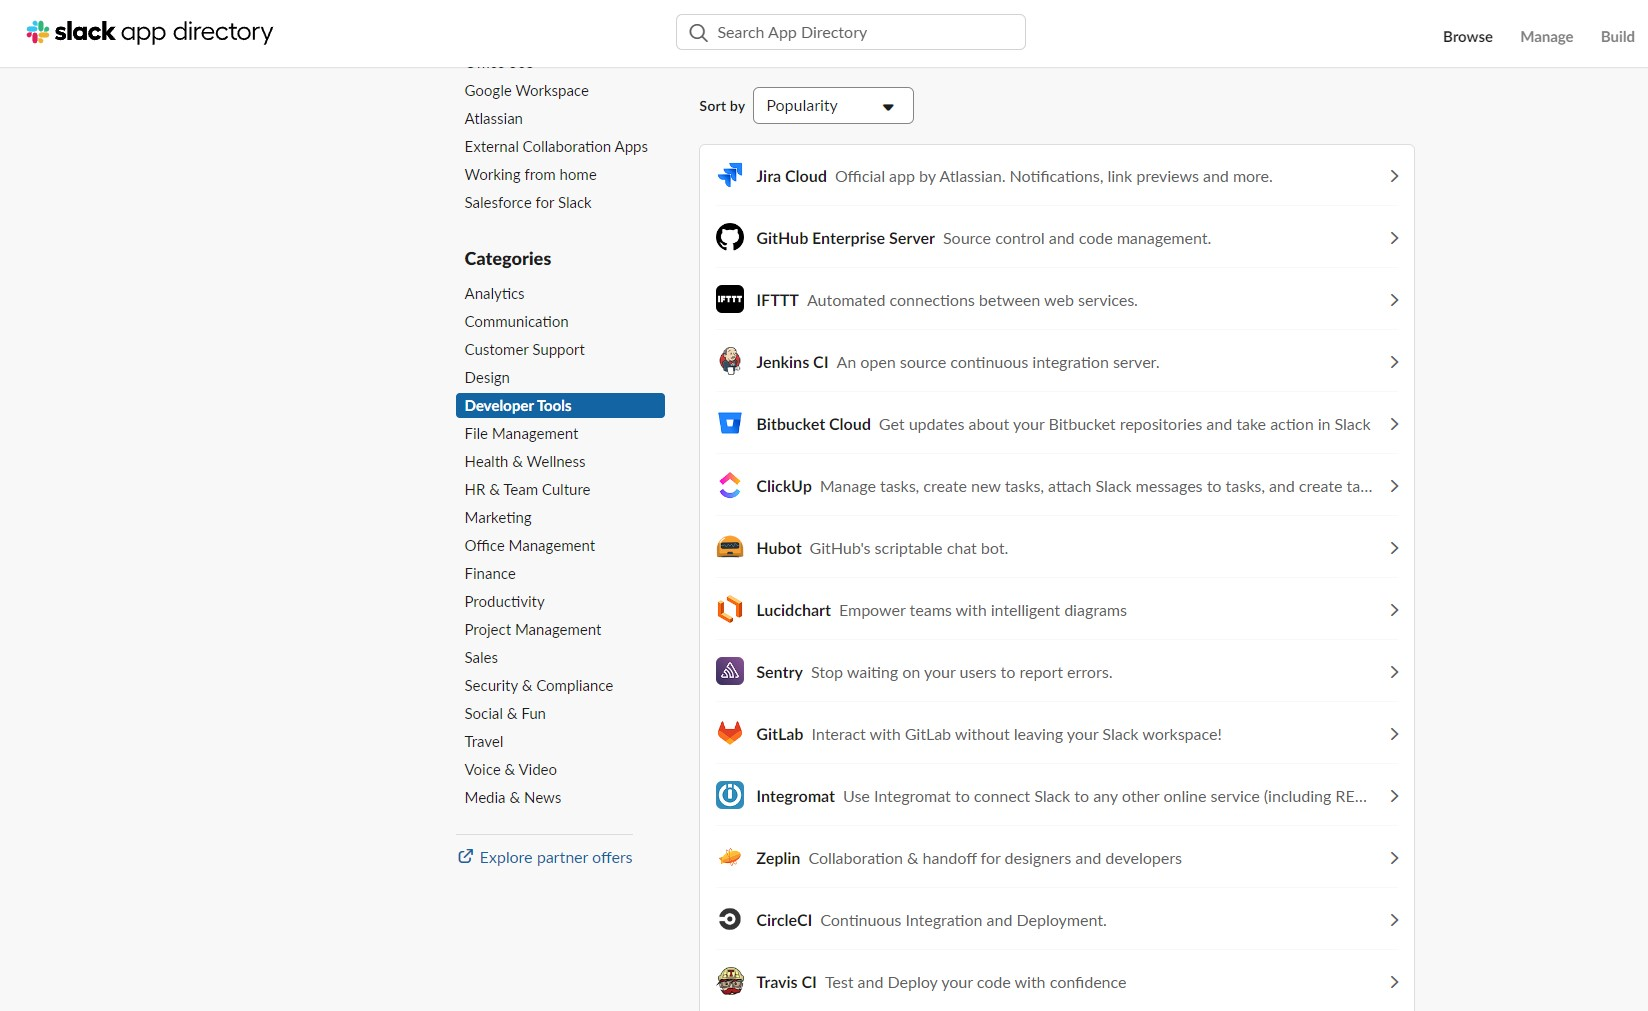 slack app directory
Search App Directory
Browse
Manage
Build
Google Workspace
Atlassian
External Collaboration Apps
Working from home
Salesforce for Slack
Categories
Analytics
Communication
Customer Support
Design
Developer Tools
File Management
Health & Wellness
HR & Team Culture
Marketing
Office Management
Finance
Productivity
Project Management
Sales
Security & Compliance
Social & Fun
Travel
Voice & Video
Media & News
Explore partner offers
Sort by Popularity
Jira Cloud Official app by Atlassian. Notifications, link previews and more.
GitHub Enterprise Server Source control and code management.
IFTTT IFTTT Automated connections between web services.
Jenkins CI An open source continuous integration server.
Bitbucket Cloud Get updates about your Bitbucket repositories and take action in Slack
ClickUp Manage tasks, create new tasks, attach Slack messages to tasks, and create ta...
Hubot GitHub's scriptable chat bot.
Lucidchart Empower teams with intelligent diagrams
Sentry Stop waiting on your users to report errors.
GitLab Interact with GitLab without leaving your Slack workspace!
Integromat Use Integromat to connect Slack to any other online service (including RE...
Zeplin Collaboration & handoff for designers and developers
CircleCI Continuous Integration and Deployment.
Travis CI Test and Deploy your code with confidence